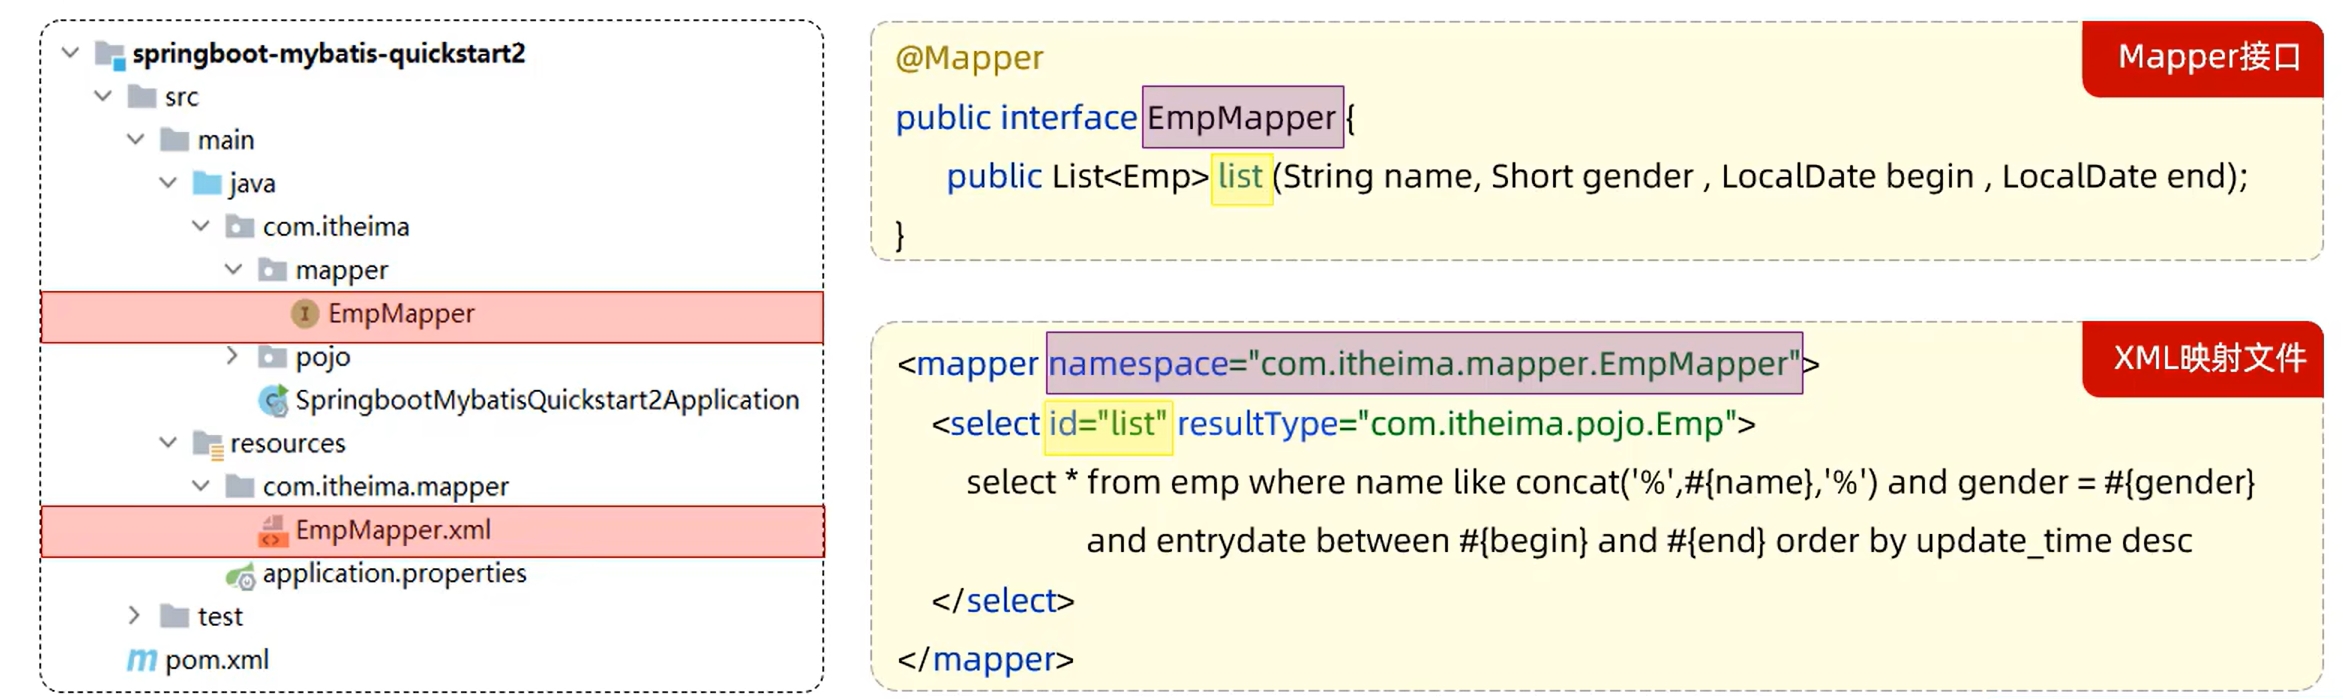 springboot-mybatis-quickstart2
src
main
java
com.itheima
mapper
EmpMapper
pojo
SpringbootMybatisQuickstart2Application
resources
com.itheima.mapper
EmpMapper.xml
application.properties
test
pom.xml
Mapper接口
@Mapper
public interface EmpMapper {
public List<Emp> list (String name, Short gender , LocalDate begin , LocalDate end);
}
XML映射文件
<mapper namespace="com.itheima.mapper.EmpMapper">
<select id="list" resultType="com.itheima.pojo.Emp">
select * from emp where name like concat('%',#{name},'%') and gender = #{gender}
and entrydate between #{begin} and #{end} order by update_time desc
</select>
</mapper>